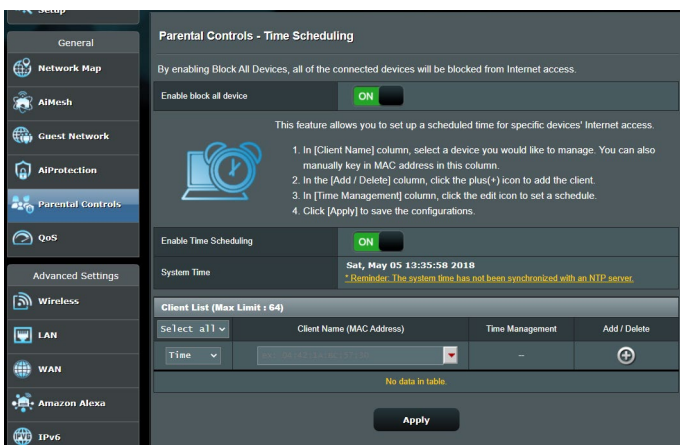 Setup
General
Network Map
AiMesh
Guest Network
AiProtection
Parental Controls
QoS
Advanced Settings
Wireless
LAN
WAN
Amazon Alexa
IPv6
Parental Controls - Time Scheduling
By enabling Block All Devices, all of the connected devices will be blocked from Internet access.
Enable block all device
ON
This feature allows you to set up a scheduled time for specific devices' Internet access.
1. In [Client Name] column, select a device you would like to manage. You can also
manually key in MAC address in this column.
2. In the [Add / Delete] column, click the plus(+) icon to add the client.
3. In [Time Management] column, click the edit icon to set a schedule.
4. Click [Apply] to save the configurations.
Enable Time Scheduling
ON
System Time
Sat, May 05 13:35:58 2018
* Reminder: The system time has not been synchronized with an NTP server.
Client List (Max Limit : 64)
Select all
Client Name (MAC Address)
Time Management
Add / Delete
Time
-
No data in table.
Apply